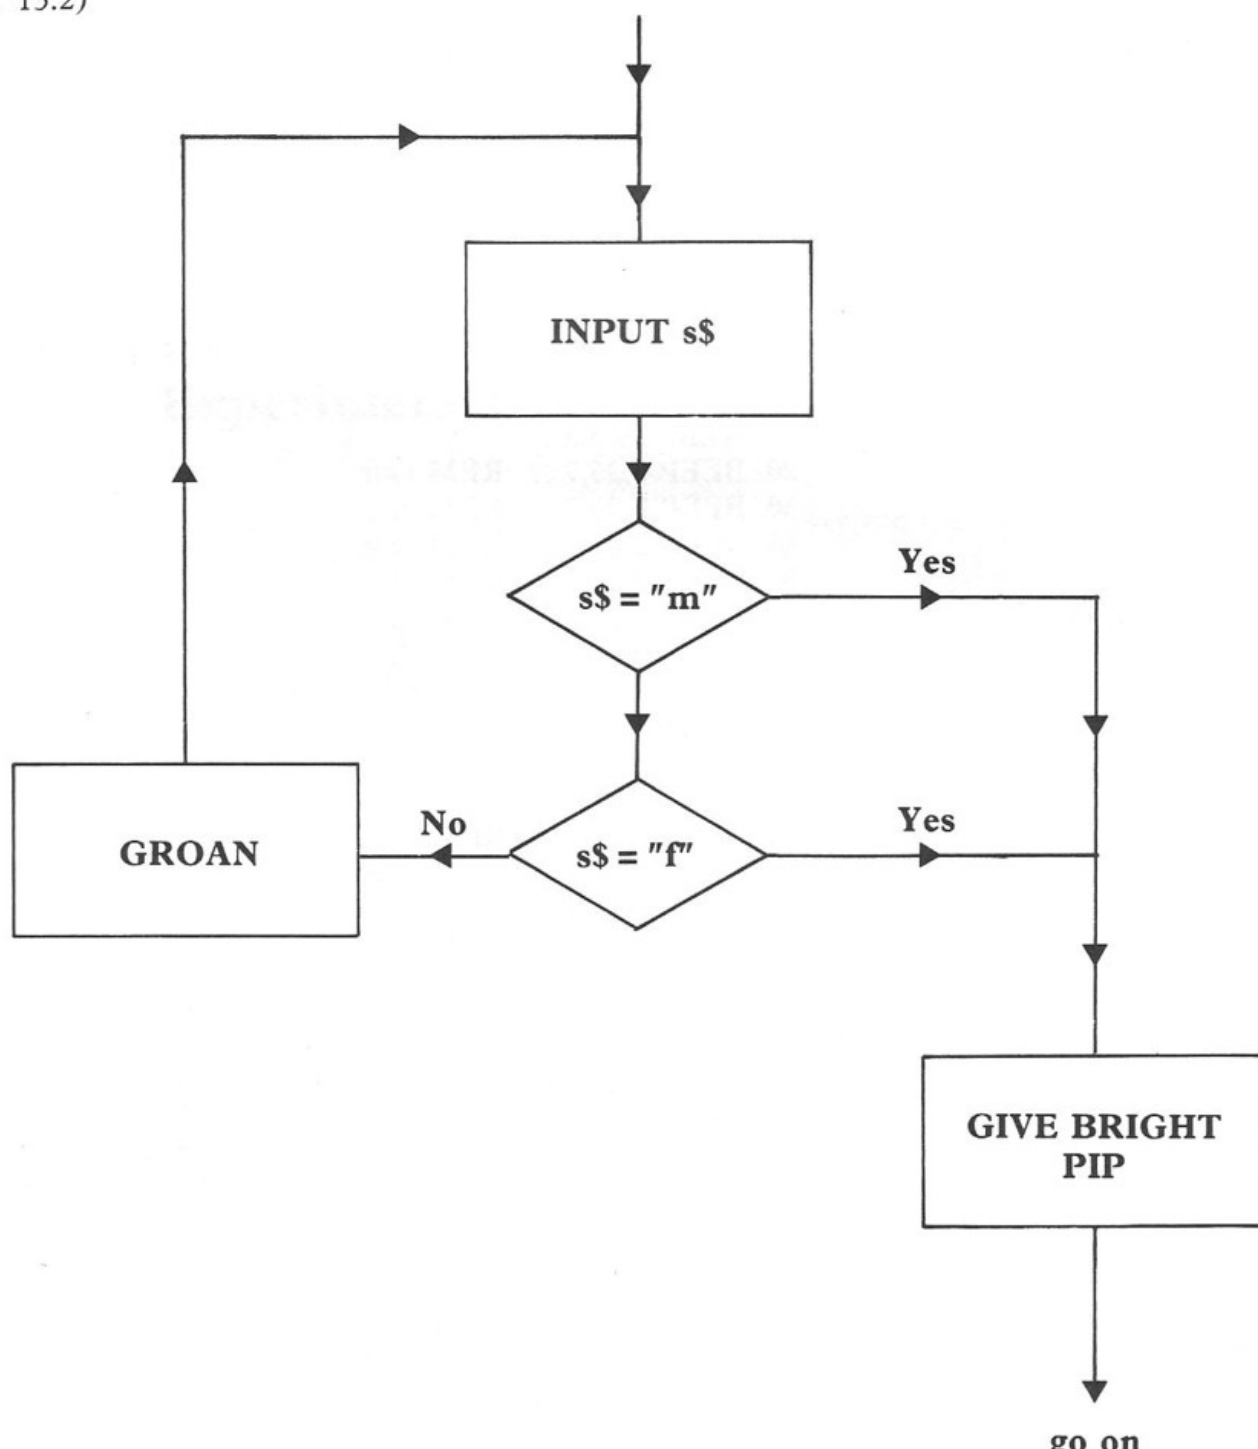 15.2)
INPUT s$
s$ = "m"
Yes
No
s$ = "f"
Yes
GROAN
GIVE BRIGHT
PIP
go on